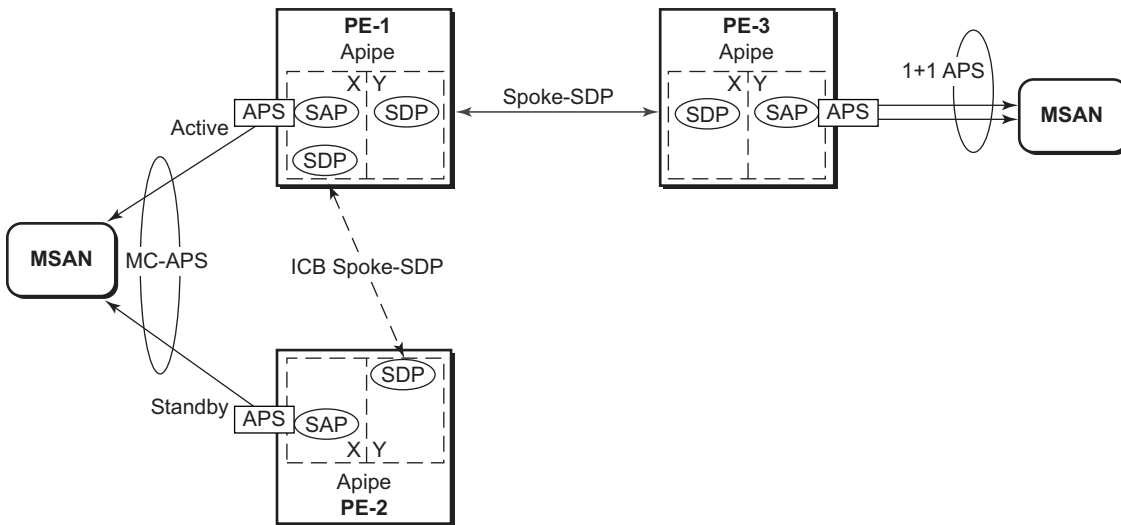 PE-1
Apipe
X Y
APS
SAP
SDP
SDP
Active
Spoke-SDP
PE-3
Apipe
X Y
SDP
SAP
APS
1+1 APS
MSAN
MSAN
MC-APS
ICB Spoke-SDP
Standby
SDP
APS
SAP
X Y
Apipe
PE-2